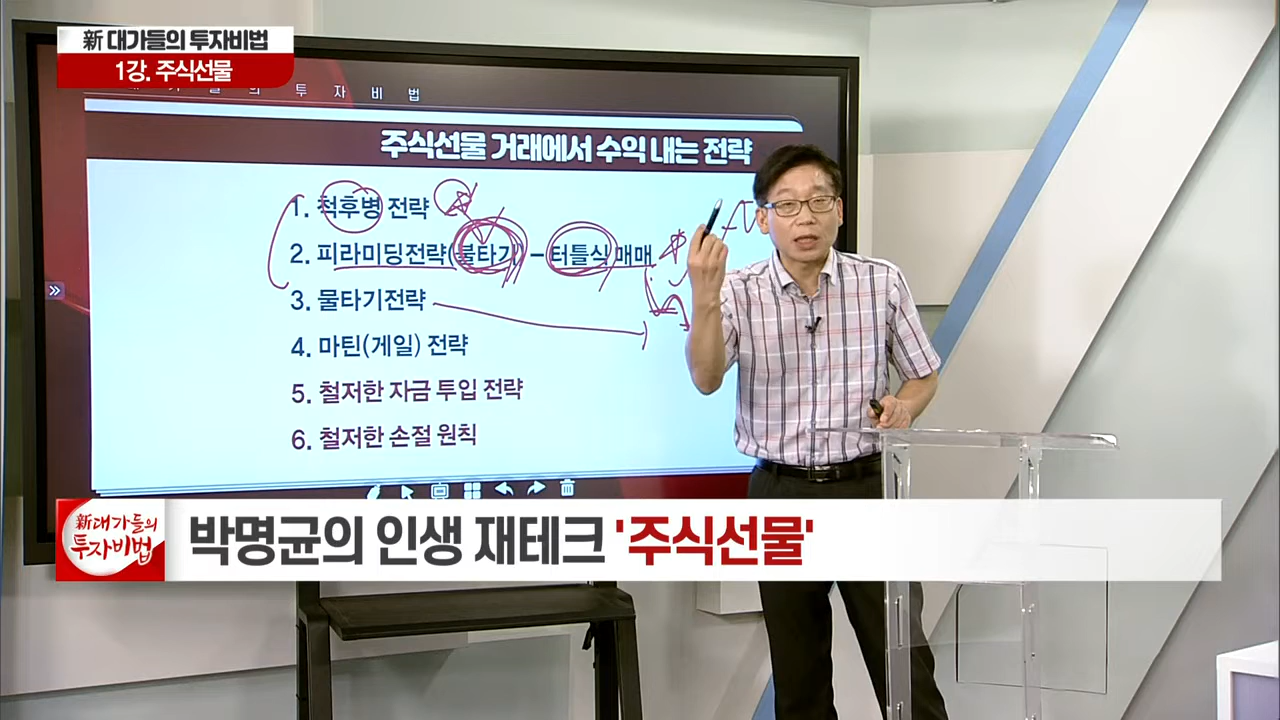 新 대가들의 투자비법
1강. 주식선물
대 가 들 의 투 자 비 법
주식선물 거래에서 수익 내는 전략
1. 척후병 전략
2. 피라미딩전략(불타기) - 터틀식 매매
3. 물타기전략
4. 마틴(게일) 전략
5. 철저한 자금 투입 전략
6. 철저한 손절 원칙
新 대가들의
투자비법
박명균의 인생 재테크 '주식선물'